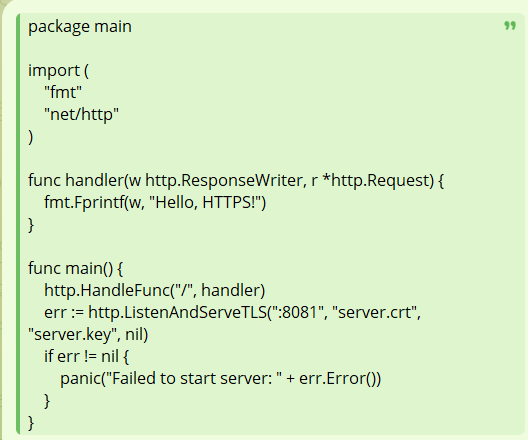 package main

import (
    "fmt"
    "net/http"
)

func handler(w http.ResponseWriter, r *http.Request) {
    fmt.Fprintf(w, "Hello, HTTPS!")
}

func main() {
    http.HandleFunc("/", handler)
    err := http.ListenAndServeTLS(":8081", "server.crt",
"server.key", nil)
    if err != nil {
        panic("Failed to start server: " + err.Error())
    }
}